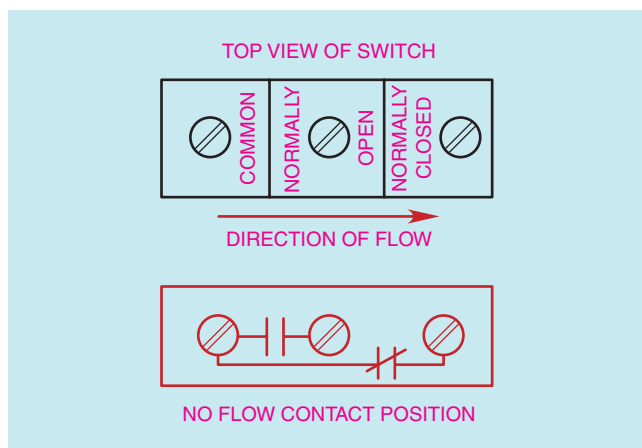 TOP VIEW OF SWITCH
COMMON
NORMALLY
OPEN
NORMALLY
CLOSED
DIRECTION OF FLOW
NO FLOW CONTACT POSITION